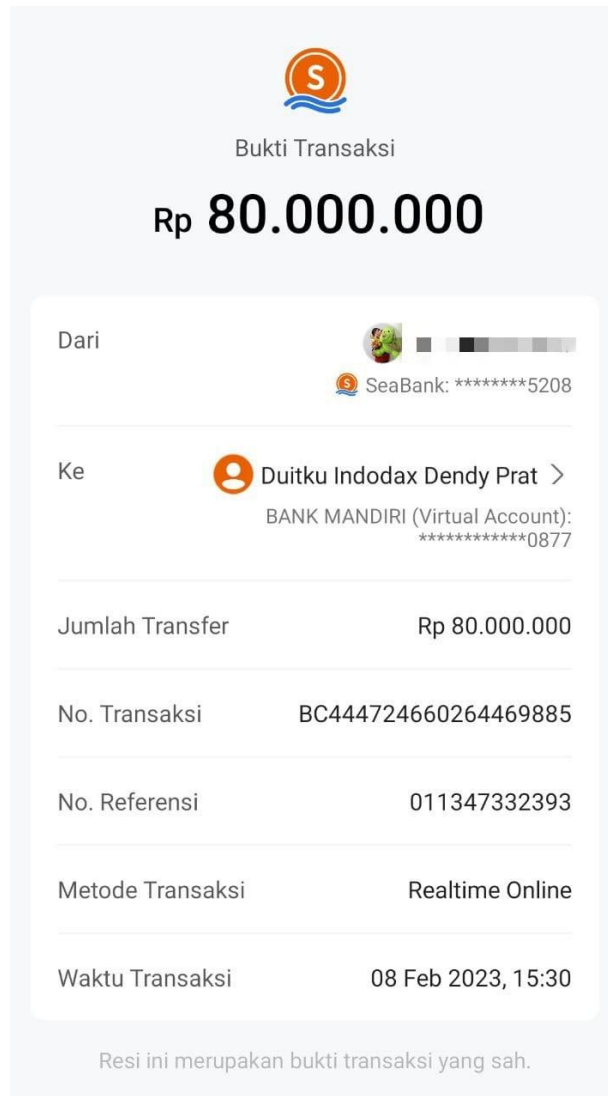 S
Bukti Transaksi
Rp 80.000.000
Dari
S SeaBank: ********5208
Ke
Duitku Indodax Dendy Prat >
BANK MANDIRI (Virtual Account):
************0877
Jumlah Transfer Rp 80.000.000
No. Transaksi BC444724660264469885
No. Referensi 011347332393
Metode Transaksi Realtime Online
Waktu Transaksi 08 Feb 2023, 15:30
Resi ini merupakan bukti transaksi yang sah.